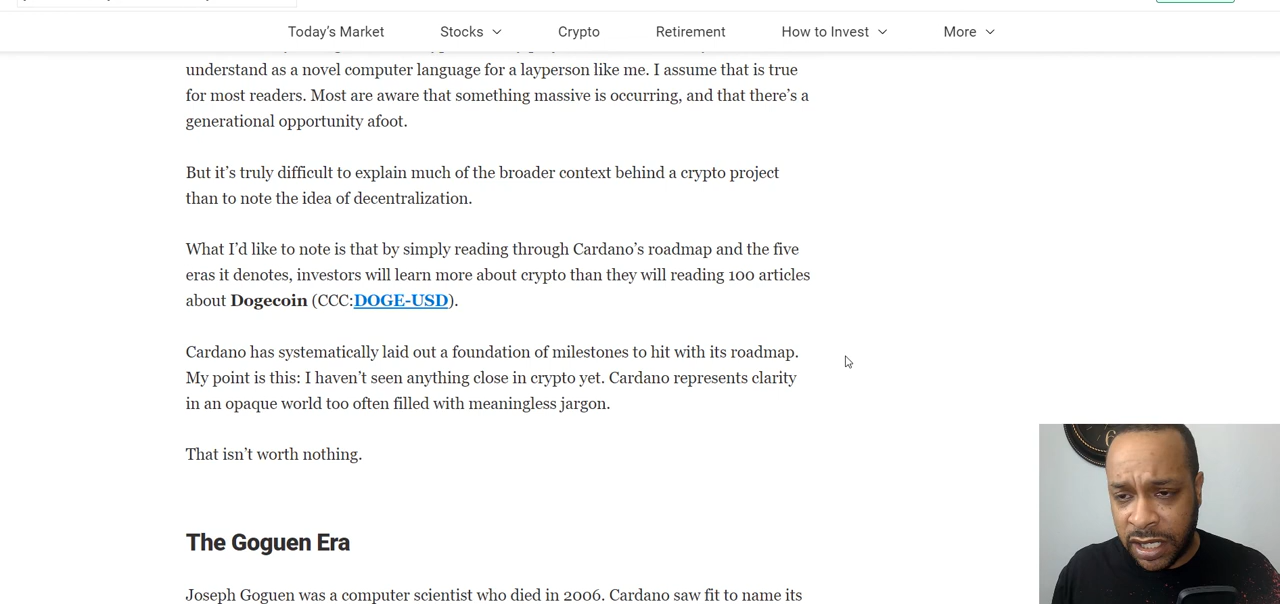 Today's Market Stocks Crypto Retirement How to Invest More
understand as a novel computer language for a layperson like me. I assume that is true
for most readers. Most are aware that something massive is occurring, and that there's a
generational opportunity afoot.
But it's truly difficult to explain much of the broader context behind a crypto project
than to note the idea of decentralization.
What I'd like to note is that by simply reading through Cardano's roadmap and the five
eras it denotes, investors will learn more about crypto than they will reading 100 articles
about Dogecoin (CCC:DOGE-USD).
Cardano has systematically laid out a foundation of milestones to hit with its roadmap.
My point is this: I haven't seen anything close in crypto yet. Cardano represents clarity
in an opaque world too often filled with meaningless jargon.
That isn't worth nothing.
The Goguen Era
Joseph Goguen was a computer scientist who died in 2006. Cardano saw fit to name its